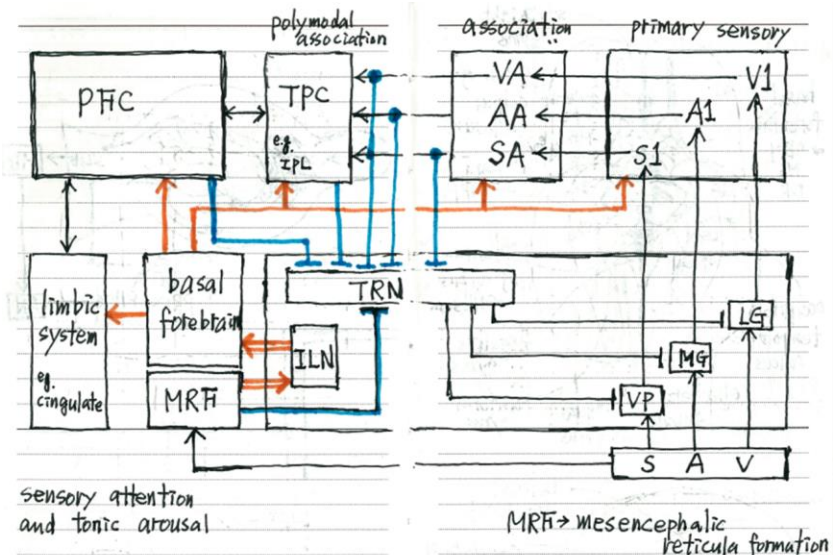 polymodal
association
association
primary sensory
PFC
TPC
e.g.
IPL
VA
AA
SA
V1
A1
S1
limbic
system
eg.
cingulate
basal
forebrain
MRF
ILN
TRN
LG
MG
VP
S A V
sensory attention
and tonic arousal
MRF→ mesencephalic
reticula formation